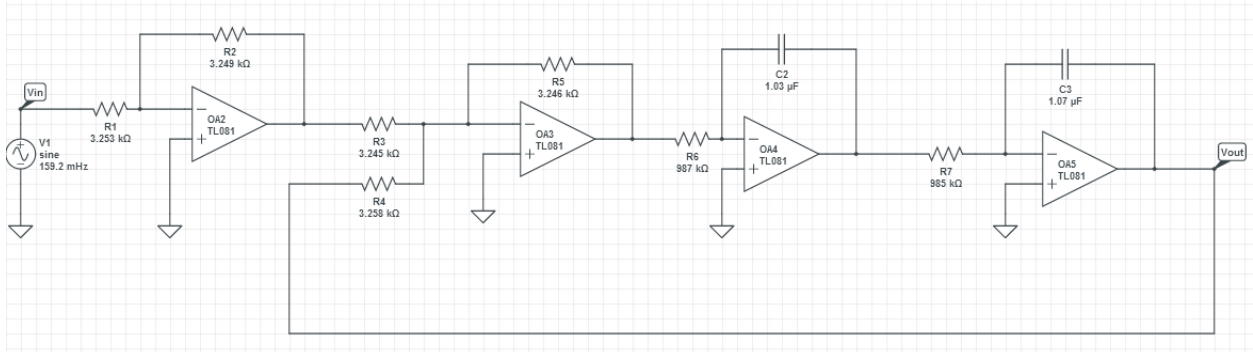 Vin
V1
sine
159.2 mHz
R1
3.253 kΩ
R2
3.249 kΩ
−
+
OA2
TL081
R3
3.245 kΩ
R4
3.258 kΩ
R5
3.246 kΩ
−
+
OA3
TL081
R6
987 kΩ
C2
1.03 µF
−
+
OA4
TL081
R7
985 kΩ
C3
1.07 µF
−
+
OA5
TL081
Vout